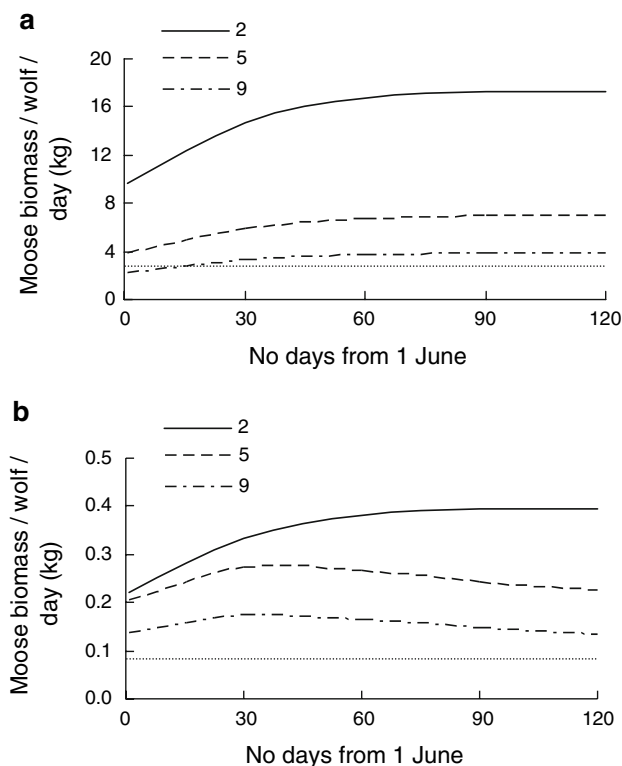 a
2
5
9
20
16
12
8
4
0
Moose biomass / wolf /
day (kg)
0 30 60 90 120
No days from 1 June
b
2
5
9
0.5
0.4
0.3
0.2
0.1
0.0
Moose biomass / wolf /
day (kg)
0 30 60 90 120
No days from 1 June